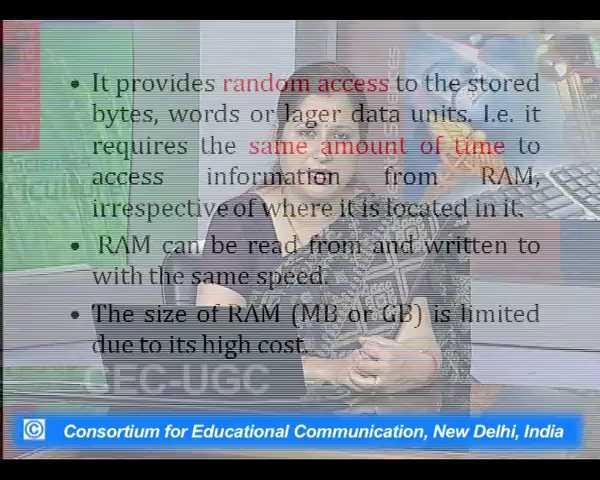 • It provides random access to the stored
bytes, words or lager data units. I.e. it
requires the same amount of time to
access information from RAM,
irrespective of where it is located in it.
• RAM can be read from and written to
with the same speed.
• The size of RAM (MB or GB) is limited
due to its high cost.
CEC-UGC
© Consortium for Educational Communication, New Delhi, India